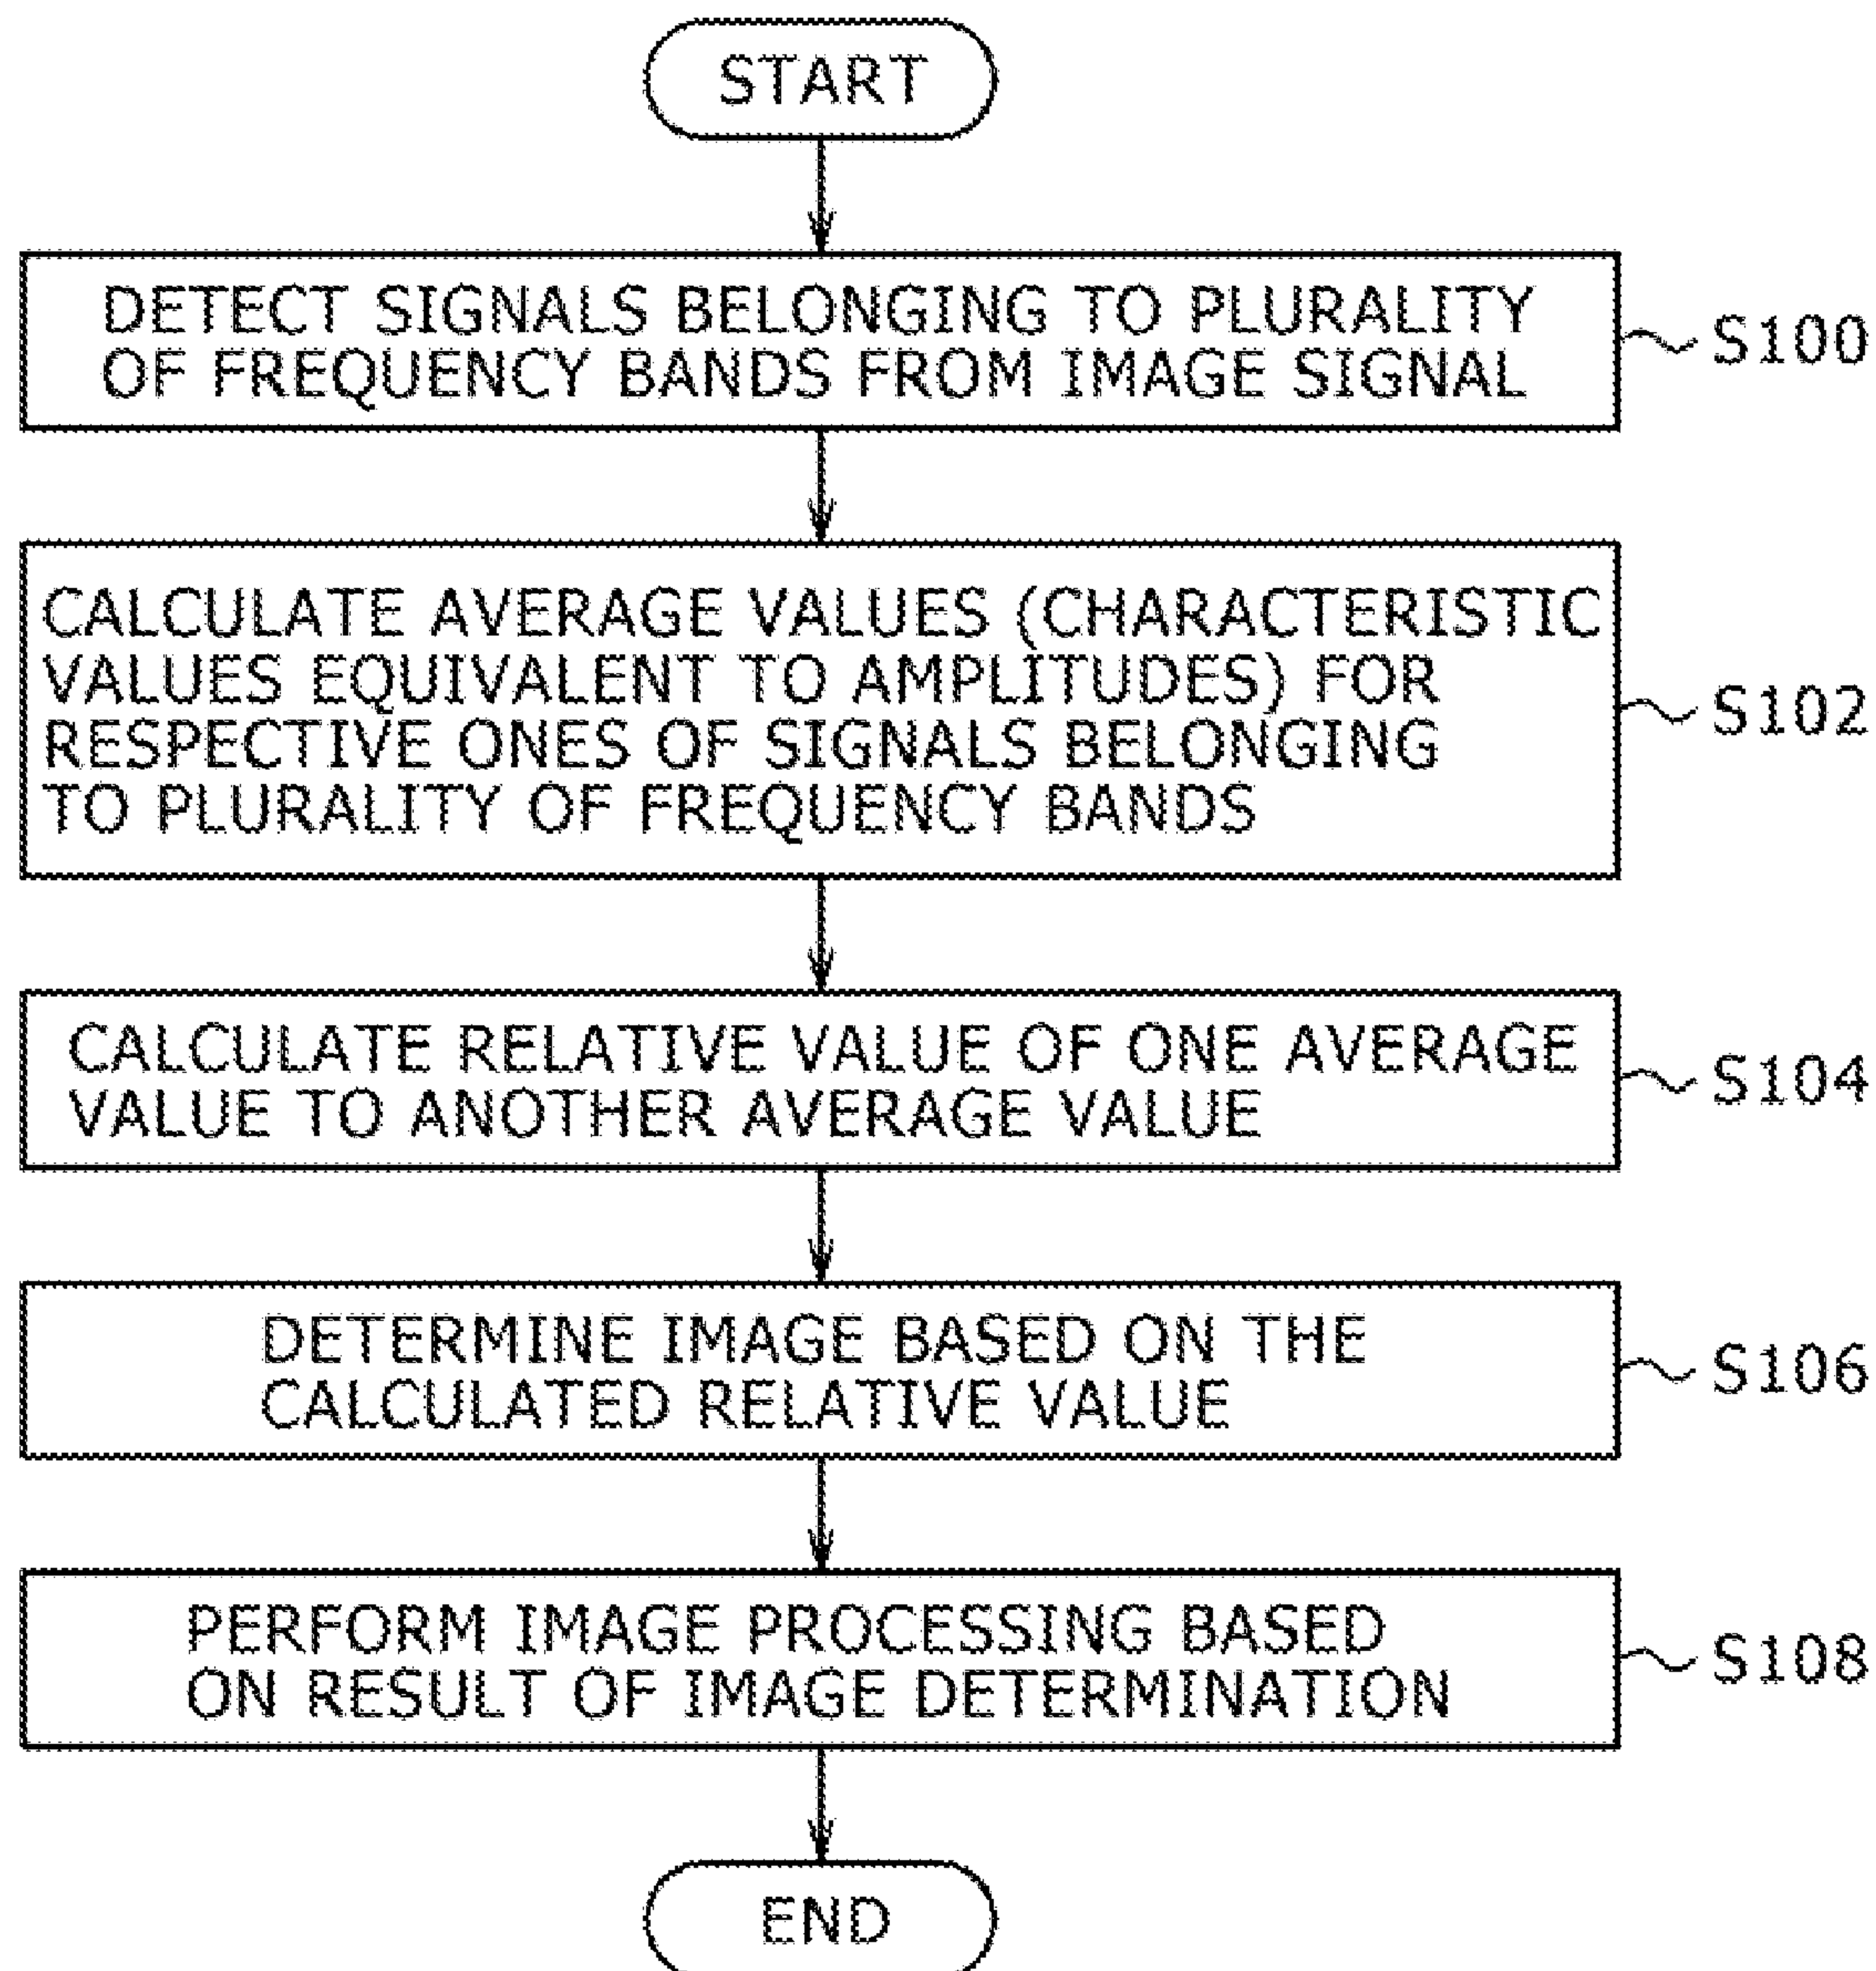 START
DETECT SIGNALS BELONGING TO PLURALITY
OF FREQUENCY BANDS FROM IMAGE SIGNAL
S100
CALCULATE AVERAGE VALUES (CHARACTERISTIC
VALUES EQUIVALENT TO AMPLITUDES) FOR
RESPECTIVE ONES OF SIGNALS BELONGING
TO PLURALITY OF FREQUENCY BANDS
S102
CALCULATE RELATIVE VALUE OF ONE AVERAGE
VALUE TO ANOTHER AVERAGE VALUE
S104
DETERMINE IMAGE BASED ON THE
CALCULATED RELATIVE VALUE
S106
PERFORM IMAGE PROCESSING BASED
ON RESULT OF IMAGE DETERMINATION
S108
END